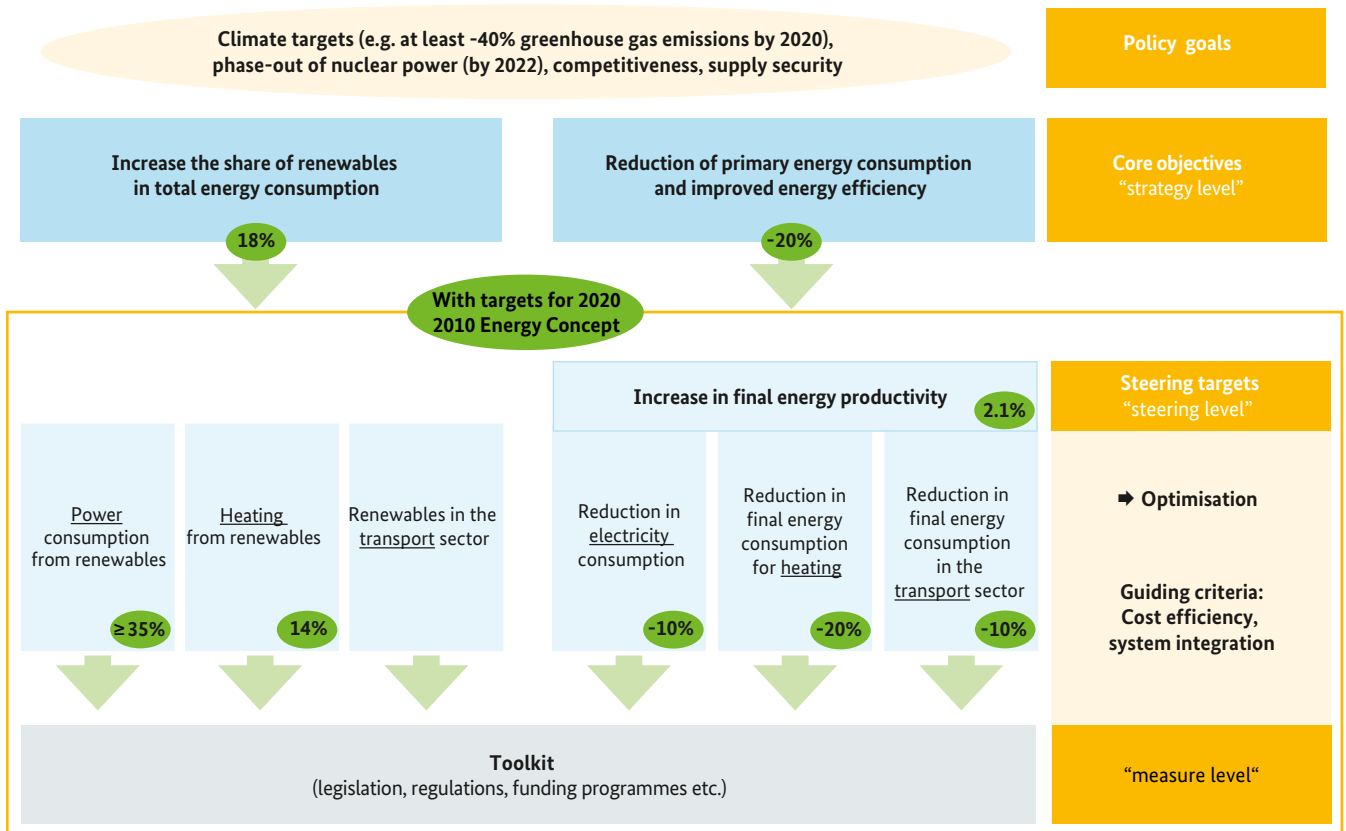 Climate targets (e.g. at least -40% greenhouse gas emissions by 2020),
phase-out of nuclear power (by 2022), competitiveness, supply security
Policy goals
Increase the share of renewables
in total energy consumption
18%
Reduction of primary energy consumption
and improved energy efficiency
-20%
Core objectives
“strategy level”
With targets for 2020
2010 Energy Concept
Increase in final energy productivity
2.1%
Steering targets
“steering level”
Power
consumption
from renewables
≥ 35%
Heating
from renewables
14%
Renewables in the
transport sector
Reduction in
electricity
consumption
-10%
Reduction in
final energy
consumption
for heating
-20%
Reduction in
final energy
consumption
in the
transport sector
-10%
➡ Optimisation
Guiding criteria:
Cost efficiency,
system integration
Toolkit
(legislation, regulations, funding programmes etc.)
“measure level“